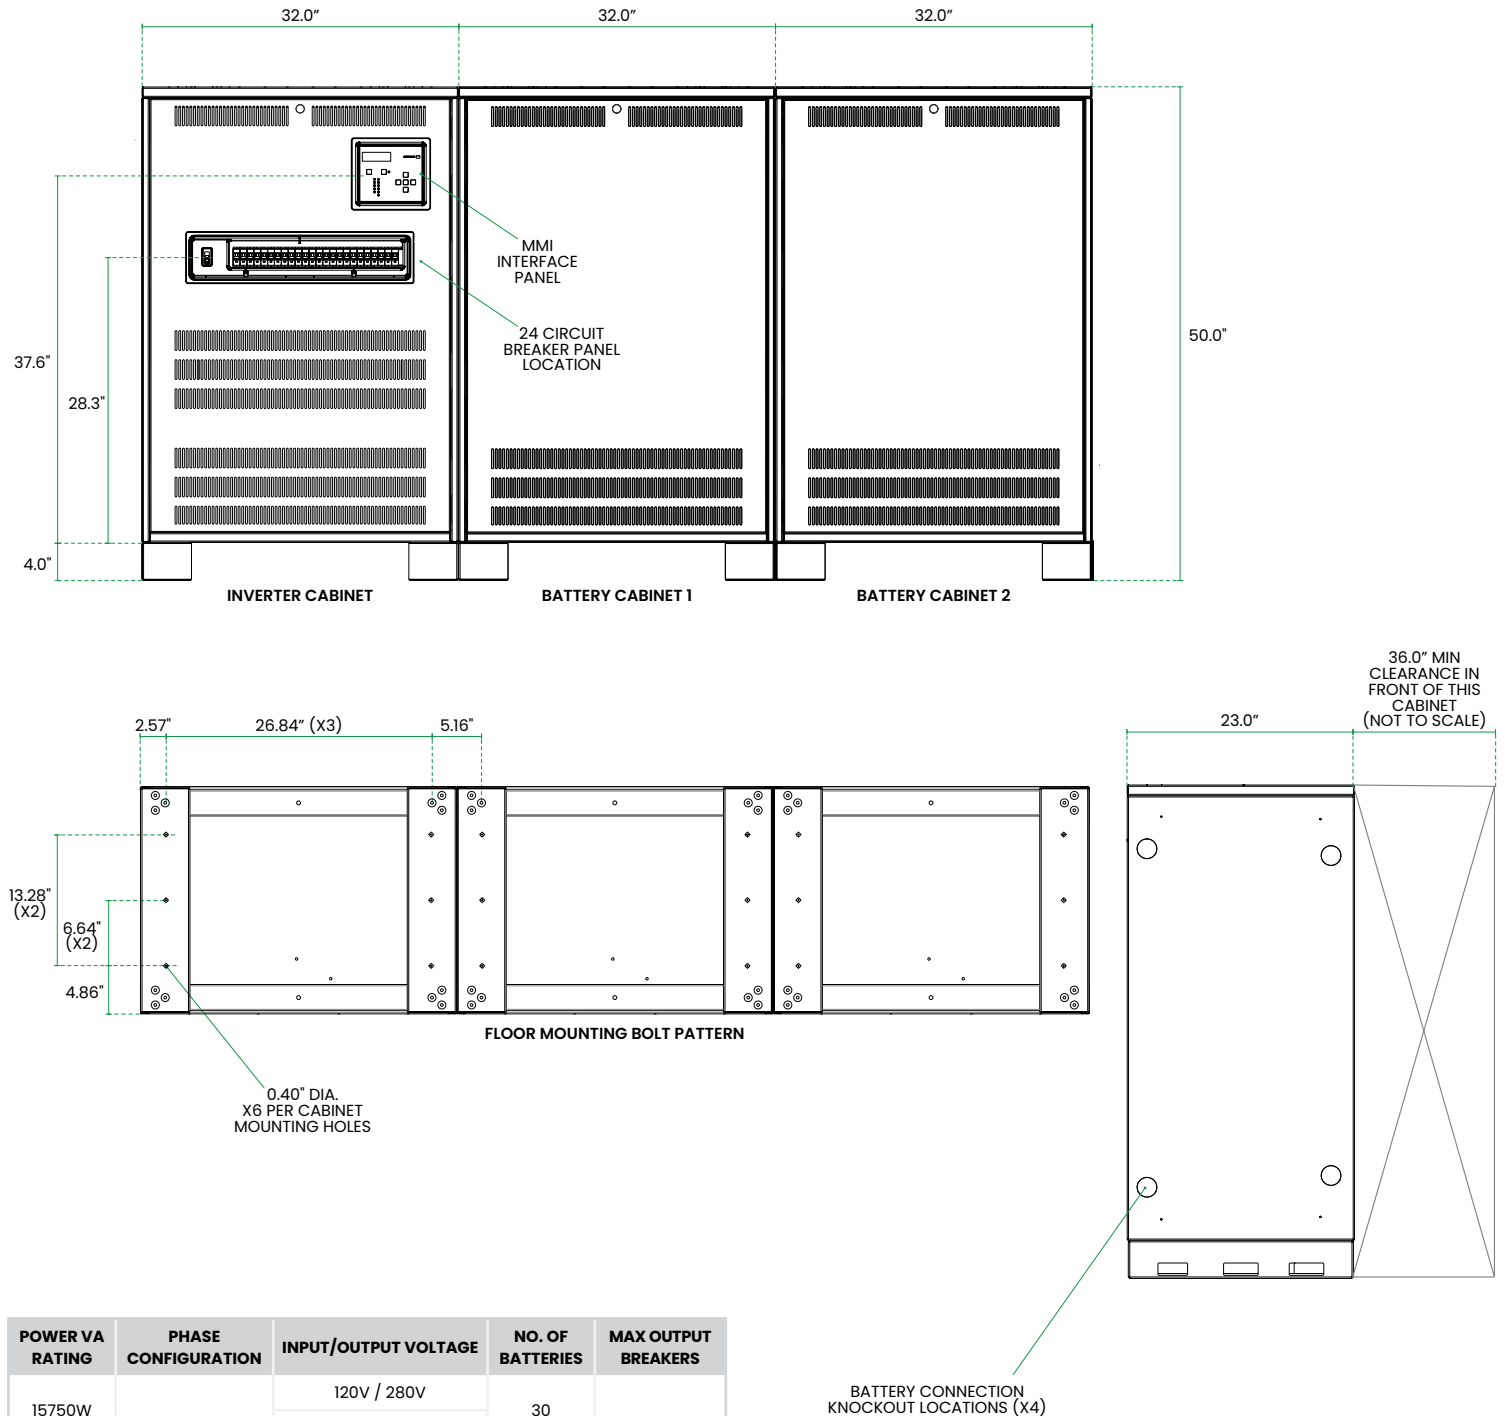 32.0”
32.0”
32.0”
MMI
INTERFACE
PANEL
24 CIRCUIT
BREAKER PANEL
LOCATION
37.6"
28.3"
4.0"
50.0"
INVERTER CABINET
BATTERY CABINET 1
BATTERY CABINET 2
2.57"
26.84” (X3)
5.16"
13.28"
(X2)
6.64"
(X2)
4.86"
FLOOR MOUNTING BOLT PATTERN
0.40" DIA.
X6 PER CABINET
MOUNTING HOLES
23.0”
36.0” MIN
CLEARANCE IN
FRONT OF THIS
CABINET
(NOT TO SCALE)
BATTERY CONNECTION
KNOCKOUT LOCATIONS (X4)
POWER VA
RATING
PHASE
CONFIGURATION
INPUT/OUTPUT VOLTAGE
NO. OF
BATTERIES
MAX OUTPUT
BREAKERS
15750W
120V / 280V
30